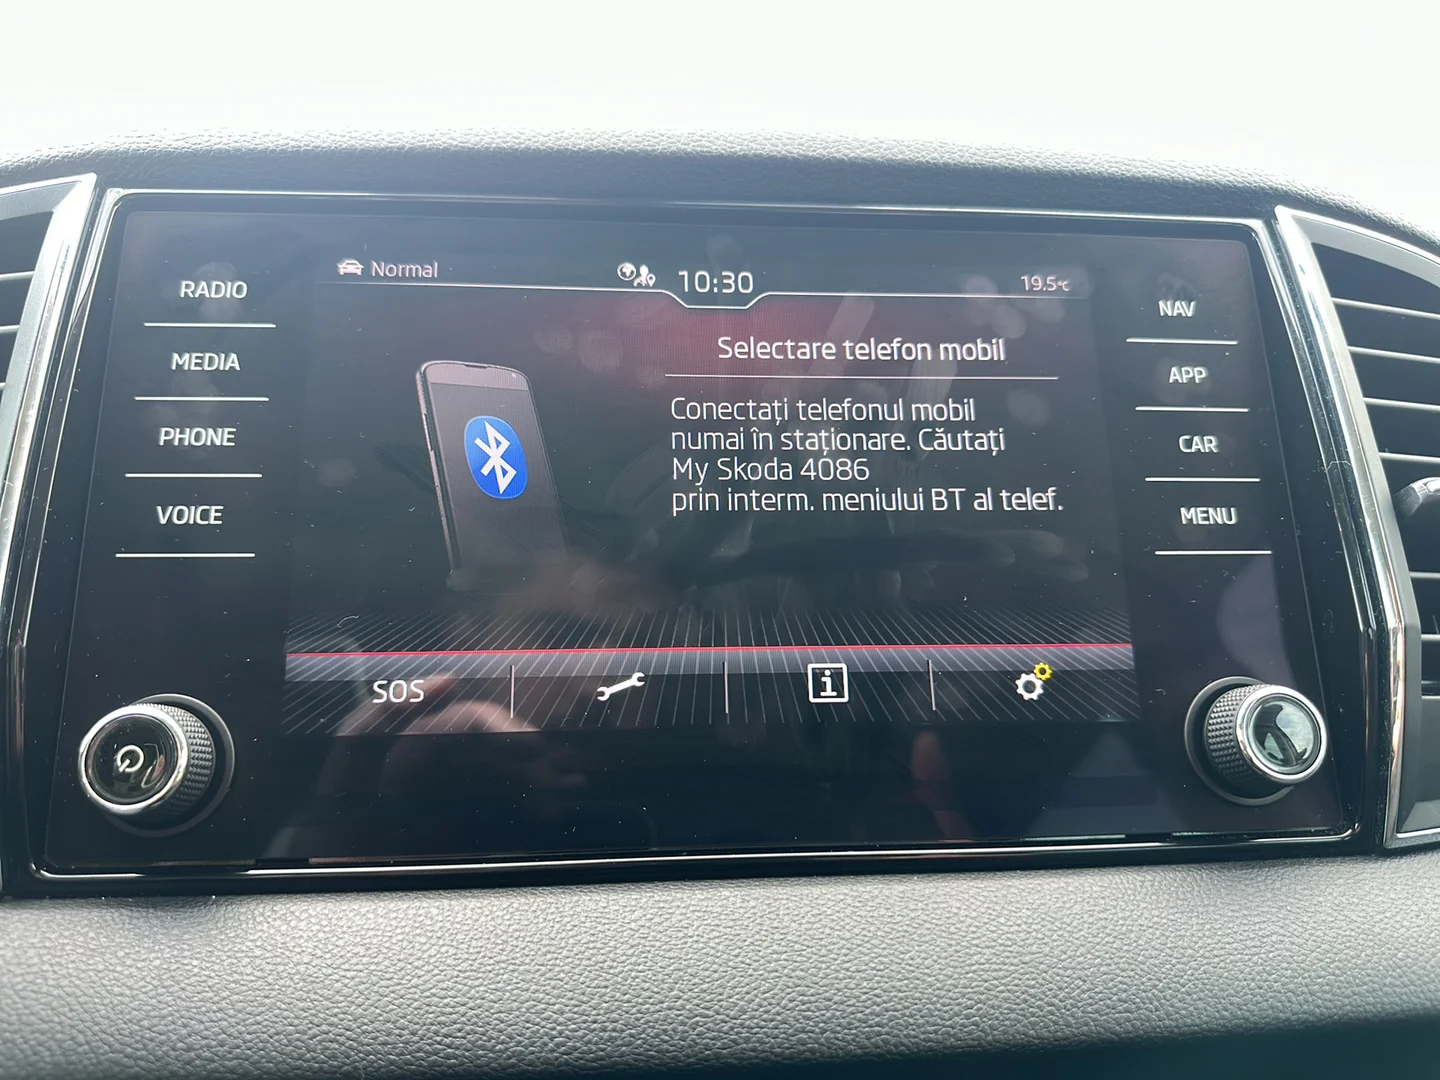 Normal
10:30
19.5°C
RADIO
MEDIA
PHONE
VOICE
Selectare telefon mobil
Conectați telefonul mobil
numai în staționare. Căutați
My Skoda 4086
prin interm. meniului BT al telef.
SOS
i
NAV
APP
CAR
MENU